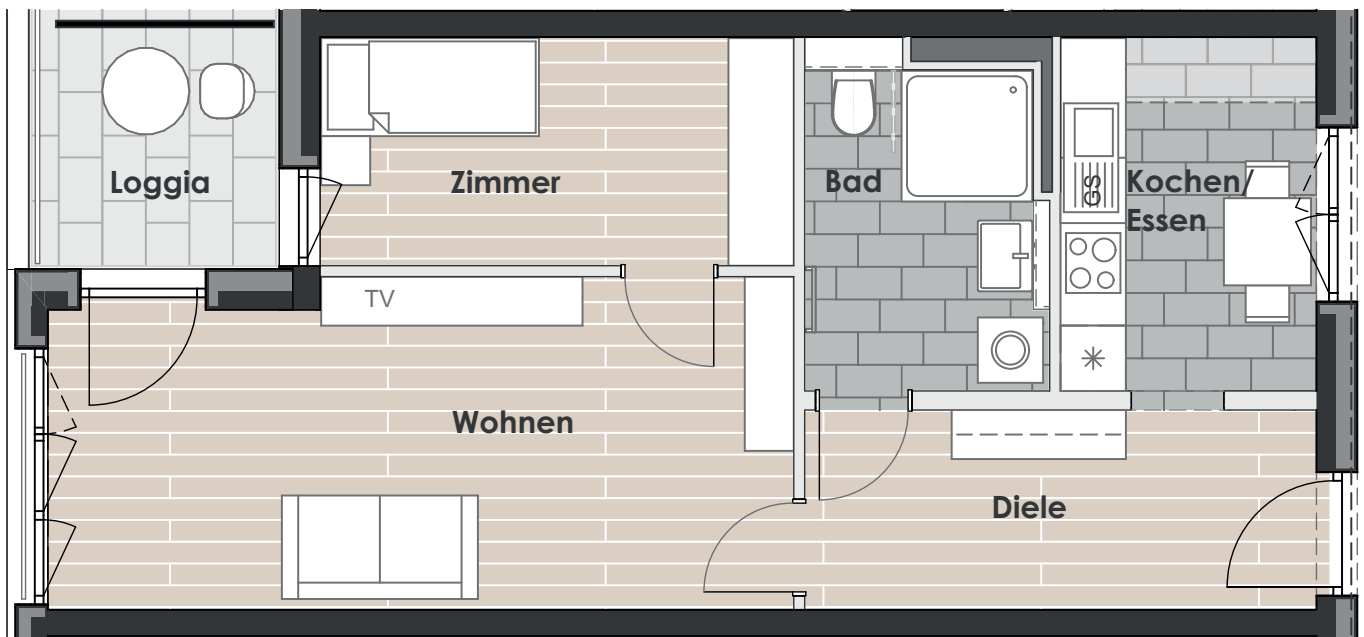 Loggia
Zimmer
Bad
Kochen/
Essen
GS
TV
Wohnen
Diele